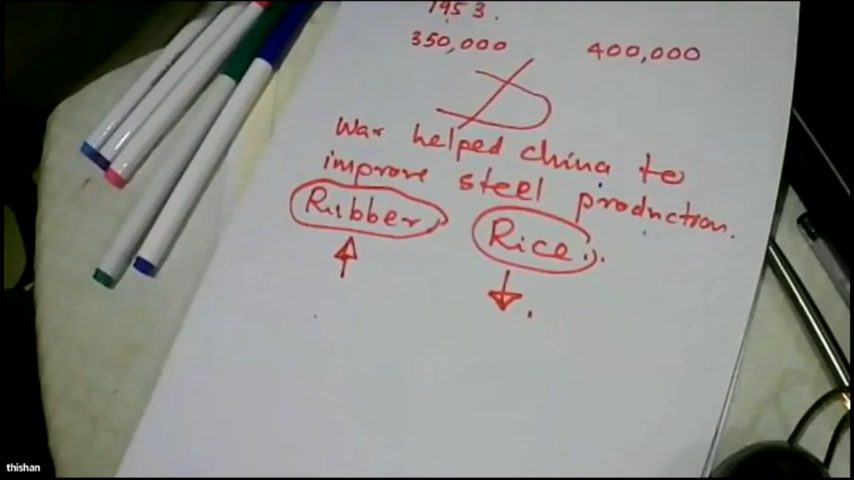 1953.
350,000 400,000
War helped china to
improve steel production.
Rubber Rice
thishan